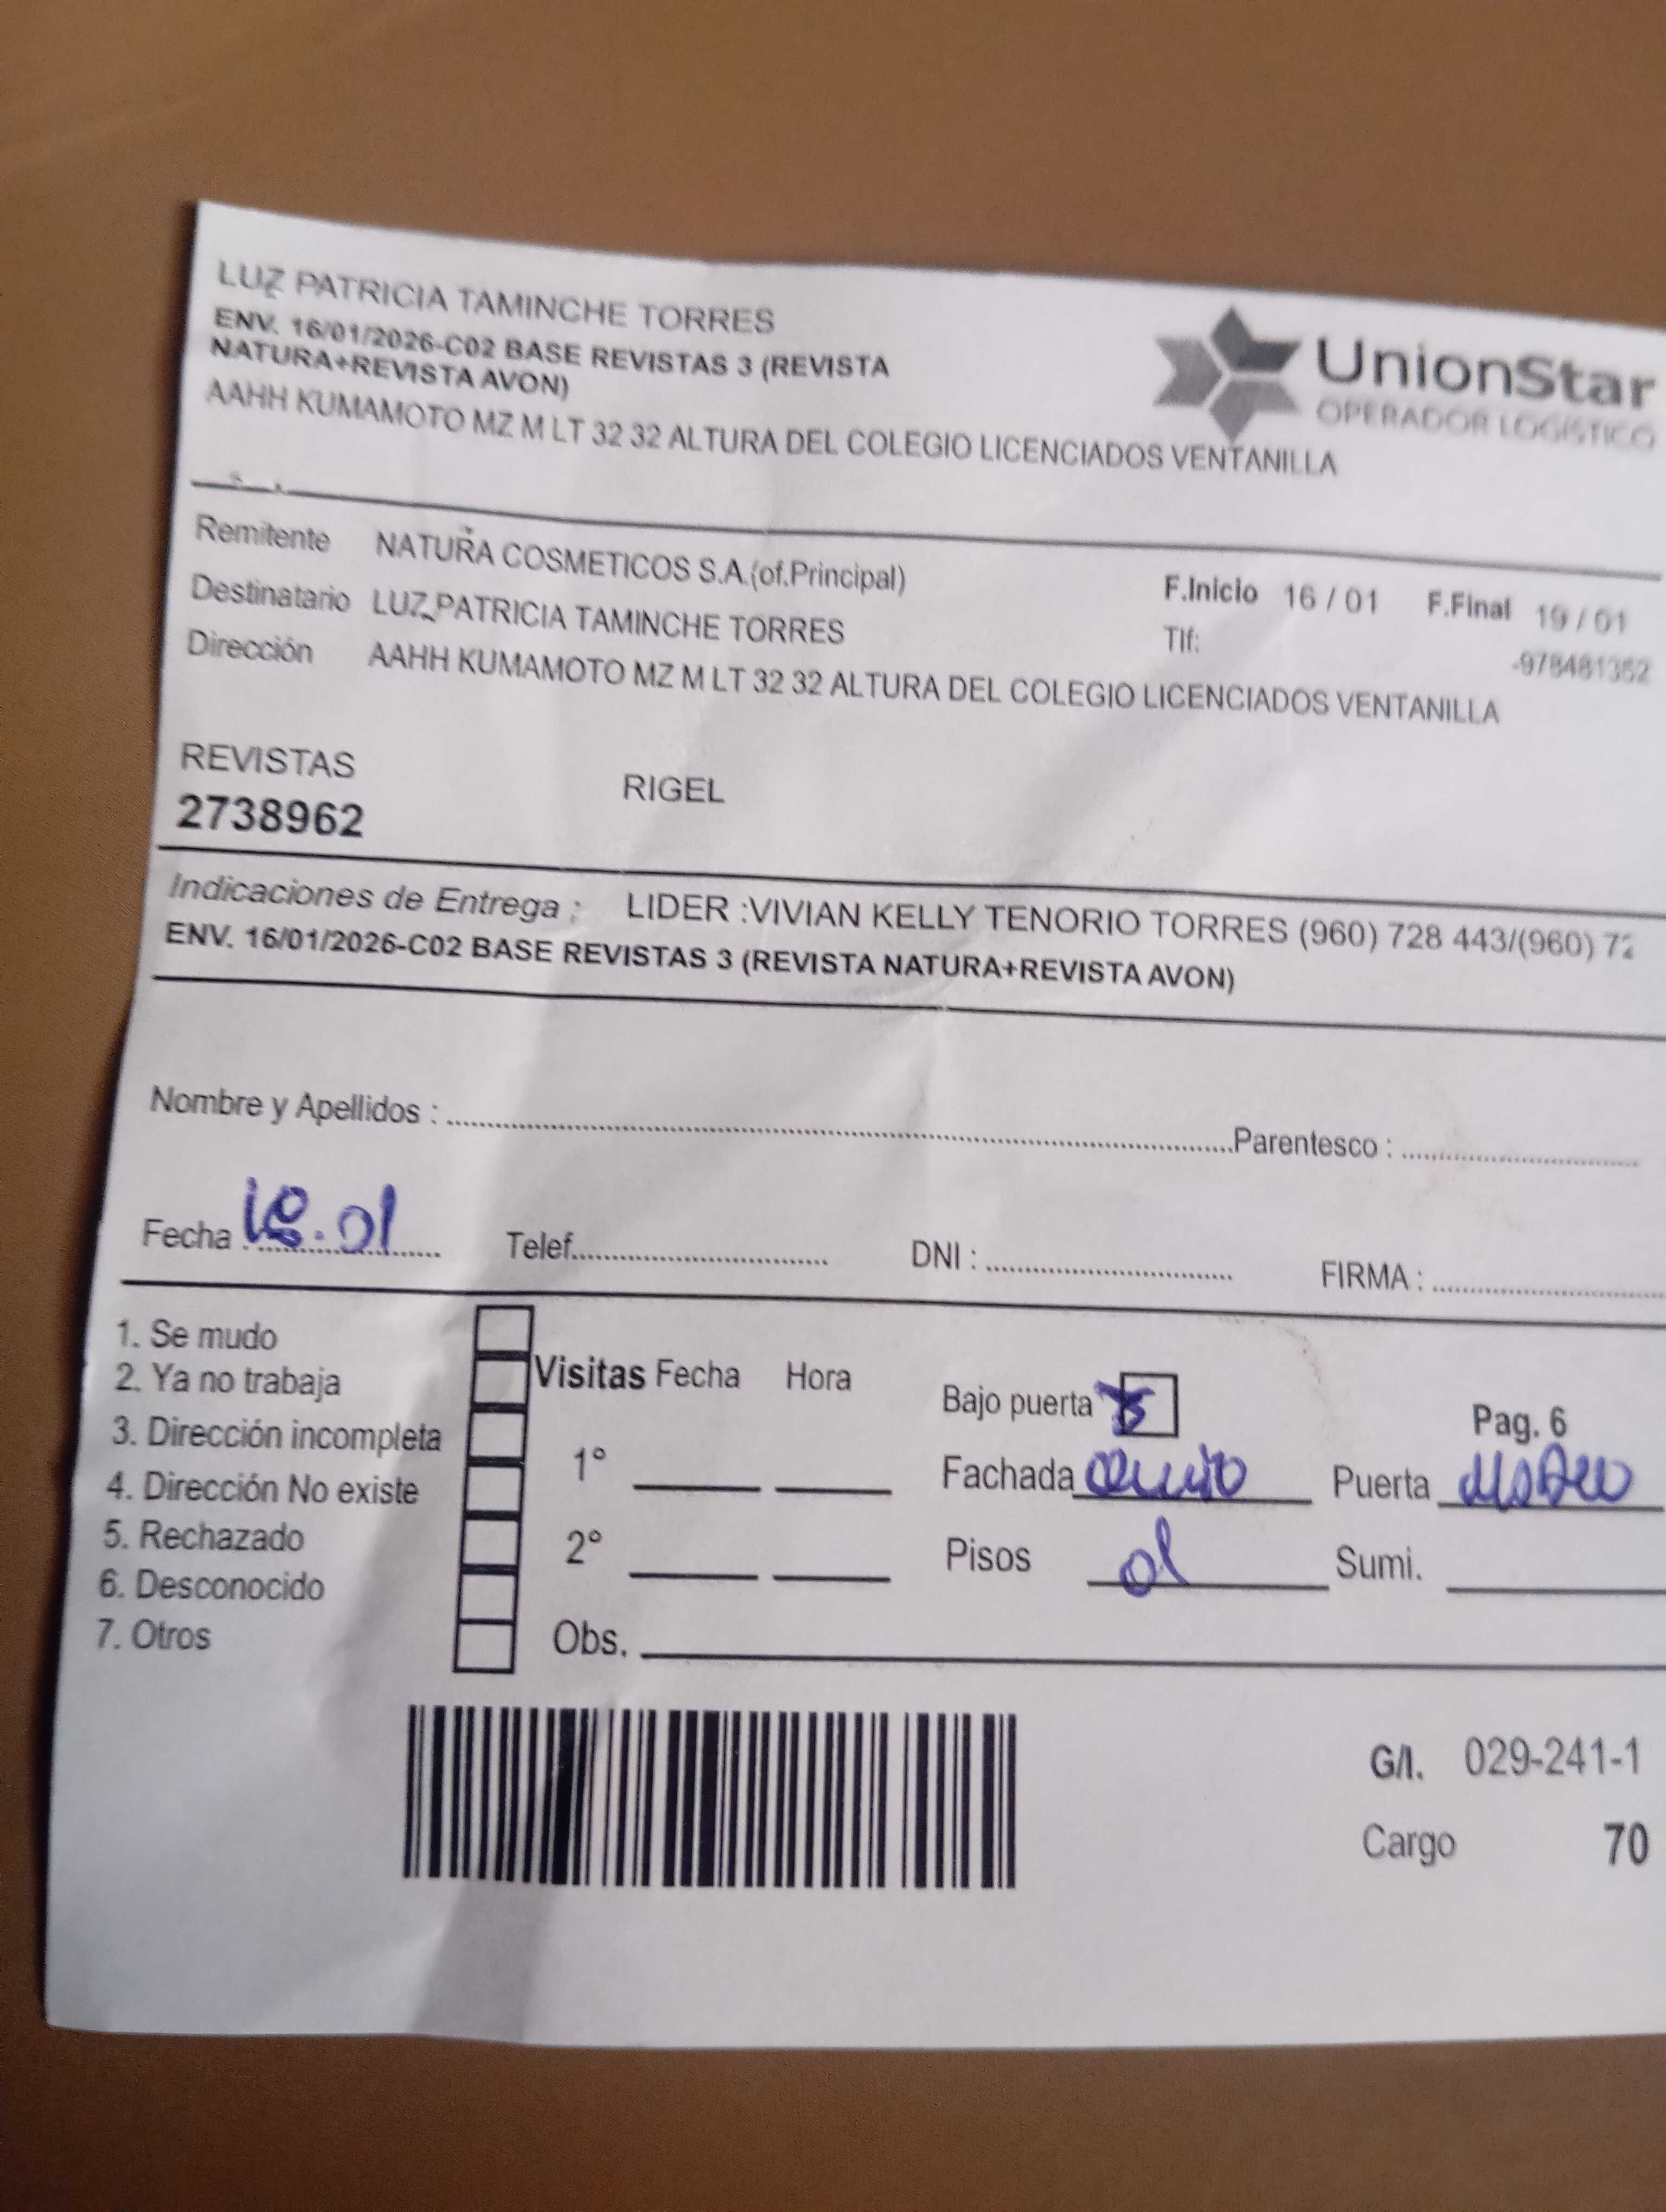 LUZ PATRICIA TAMINCHE TORRES
ENV. 16/01/2026-C02 BASE REVISTAS 3 (REVISTA
NATURA+REVISTA AVON)
AAHH KUMAMOTO MZ M LT 32 32 ALTURA DEL COLEGIO LICENCIADOS VENTANILLA
UnionStar
OPERADOR LOGÍSTICO
Remitente NATURA COSMETICOS S.A.(of.Principal)
F.Inicio 16 / 01 F.Final 19 / 01
Destinatario LUZ PATRICIA TAMINCHE TORRES
Tlf: -978481352
Dirección AAHH KUMAMOTO MZ M LT 32 32 ALTURA DEL COLEGIO LICENCIADOS VENTANILLA
REVISTAS RIGEL
2738962
Indicaciones de Entrega : LIDER :VIVIAN KELLY TENORIO TORRES (960) 728 443/(960) 72
ENV. 16/01/2026-C02 BASE REVISTAS 3 (REVISTA NATURA+REVISTA AVON)
Nombre y Apellidos : Parentesco :
Fecha : 18.01 Telef. DNI : FIRMA :
1. Se mudo
2. Ya no trabaja
3. Dirección incompleta
4. Dirección No existe
5. Rechazado
6. Desconocido
7. Otros
Visitas Fecha Hora
1°
2°
Obs.
Bajo puerta
Pag. 6
Fachada Puerta
Pisos 01 Sumi.
G/I. 029-241-1
Cargo 70